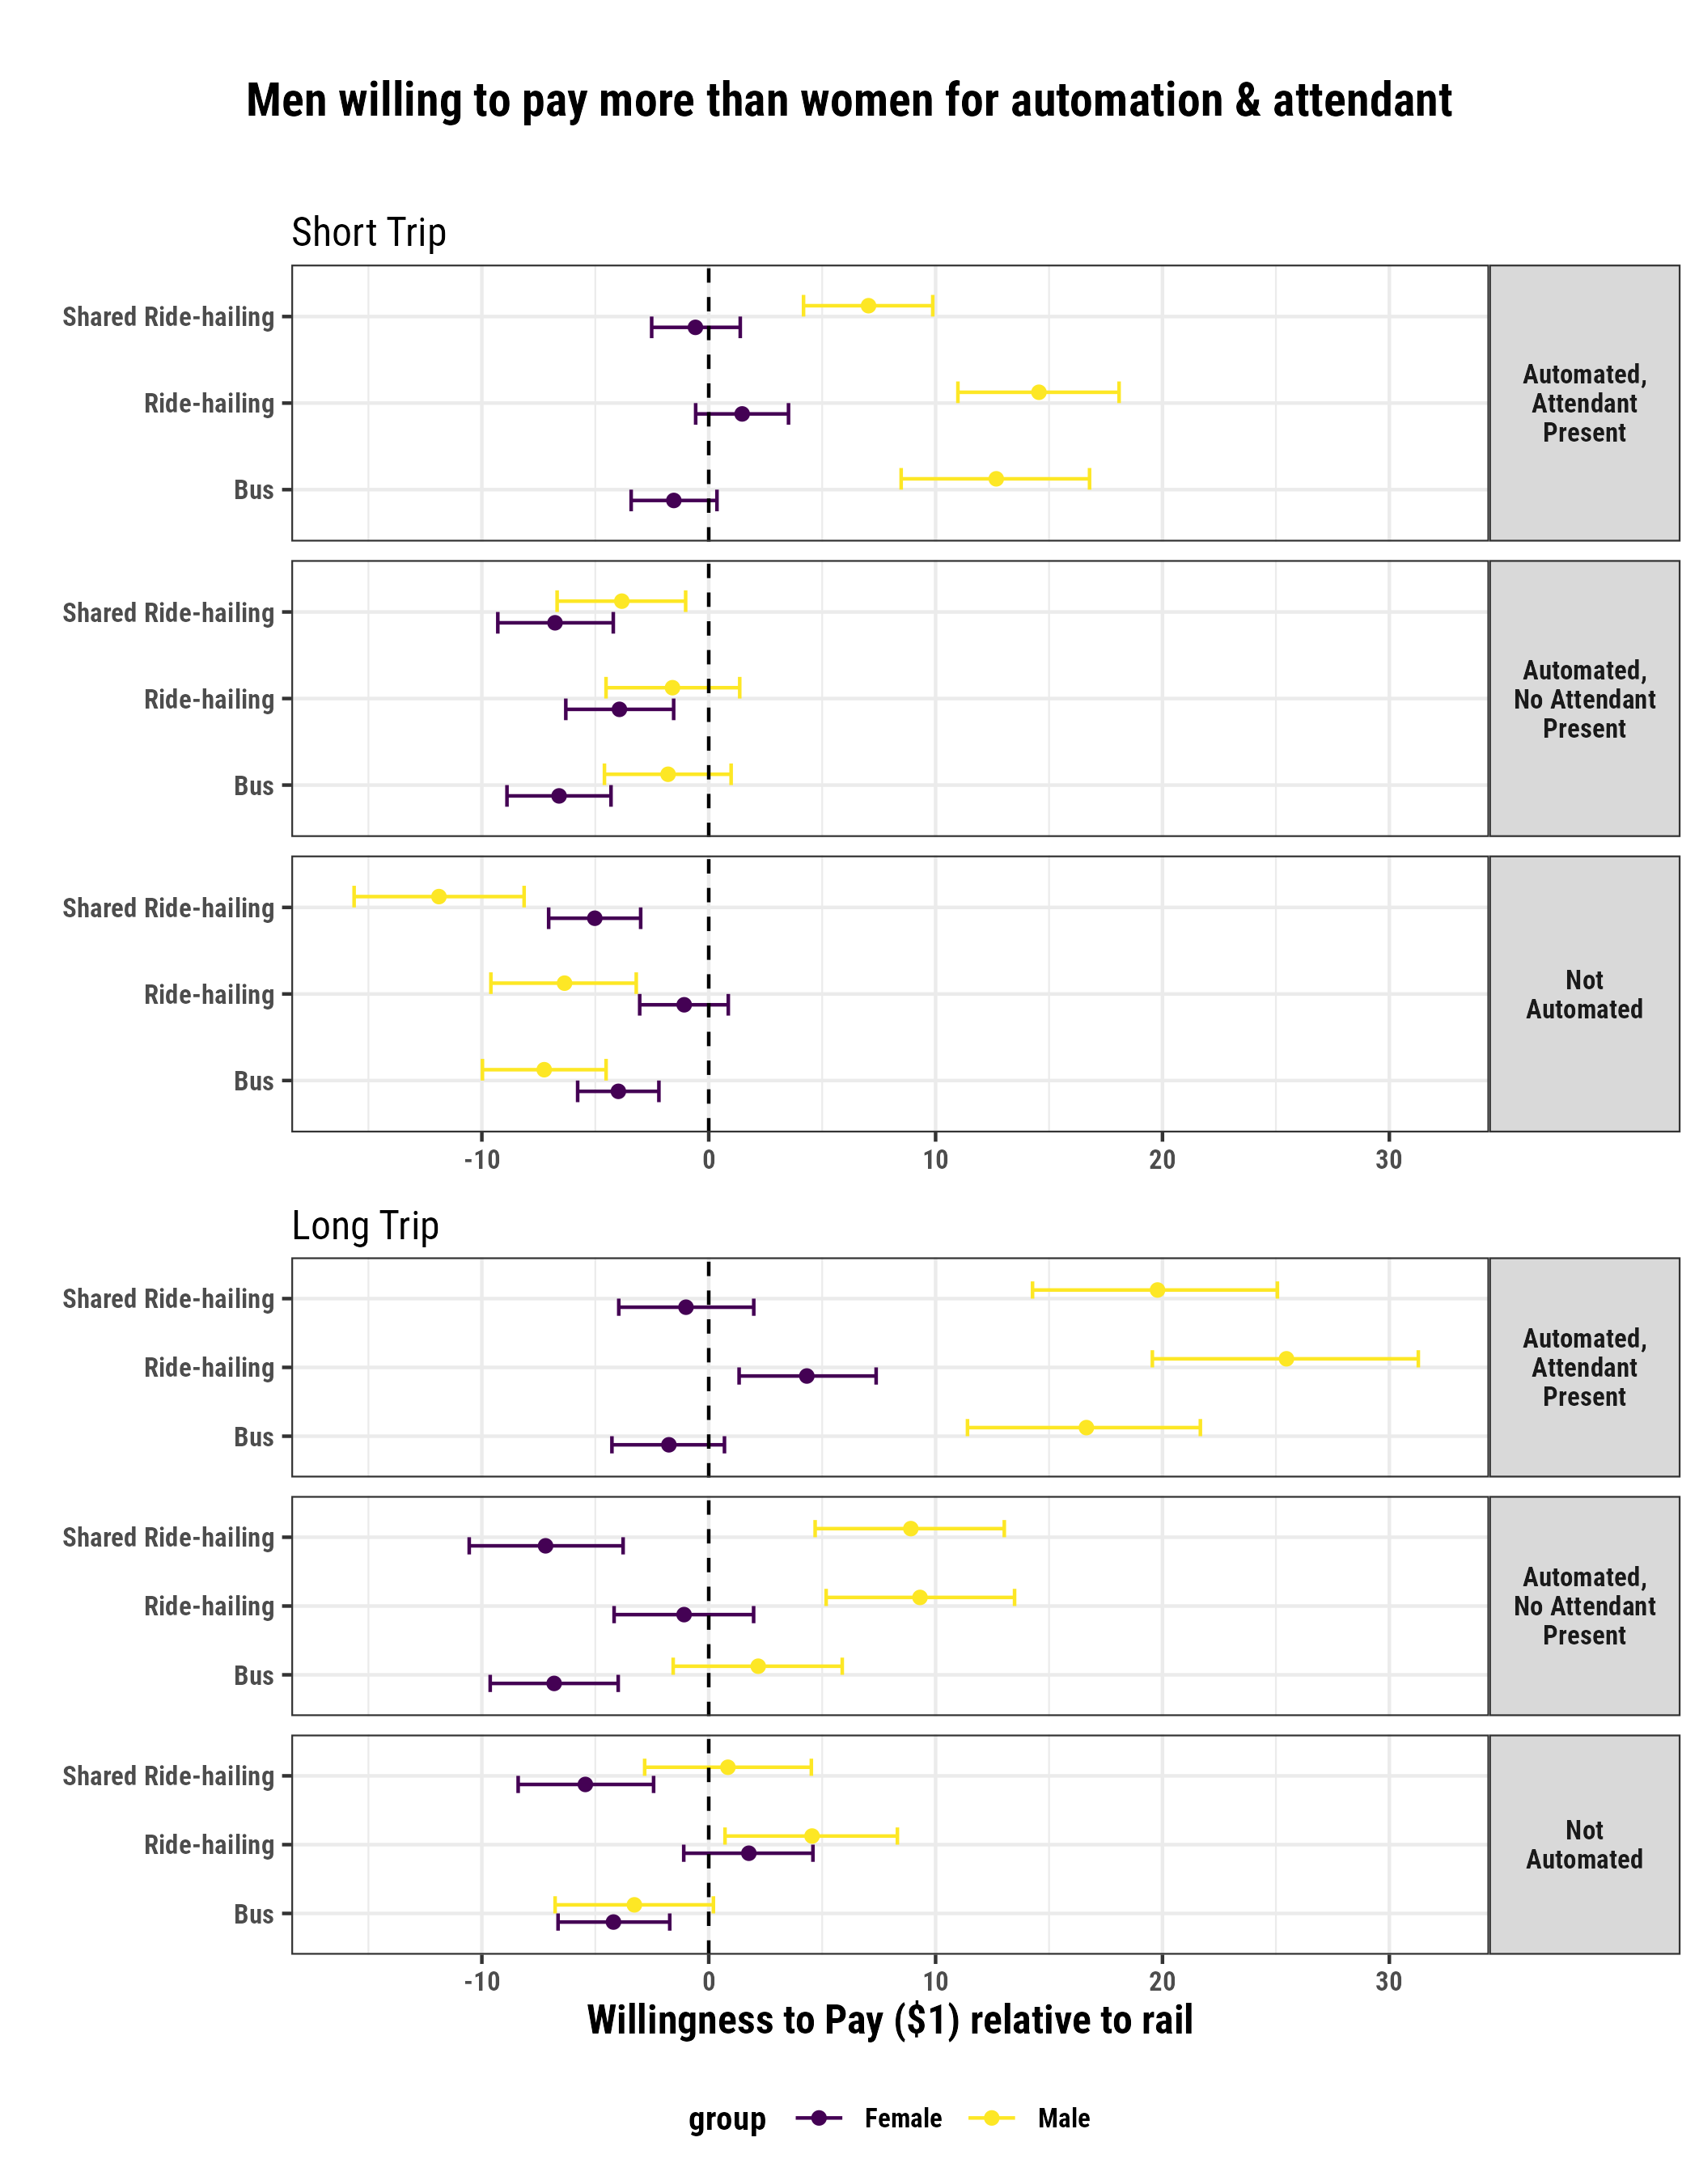 Men willing to pay more than women for automation & attendant
Short Trip
Shared Ride-hailing
Ride-hailing
Bus
Automated,
Attendant
Present
Shared Ride-hailing
Ride-hailing
Bus
Automated,
No Attendant
Present
Shared Ride-hailing
Ride-hailing
Bus
Not
Automated
-10 0 10 20 30
Long Trip
Shared Ride-hailing
Ride-hailing
Bus
Automated,
Attendant
Present
Shared Ride-hailing
Ride-hailing
Bus
Automated,
No Attendant
Present
Shared Ride-hailing
Ride-hailing
Bus
Not
Automated
-10 0 10 20 30
Willingness to Pay ($1) relative to rail
group Female Male